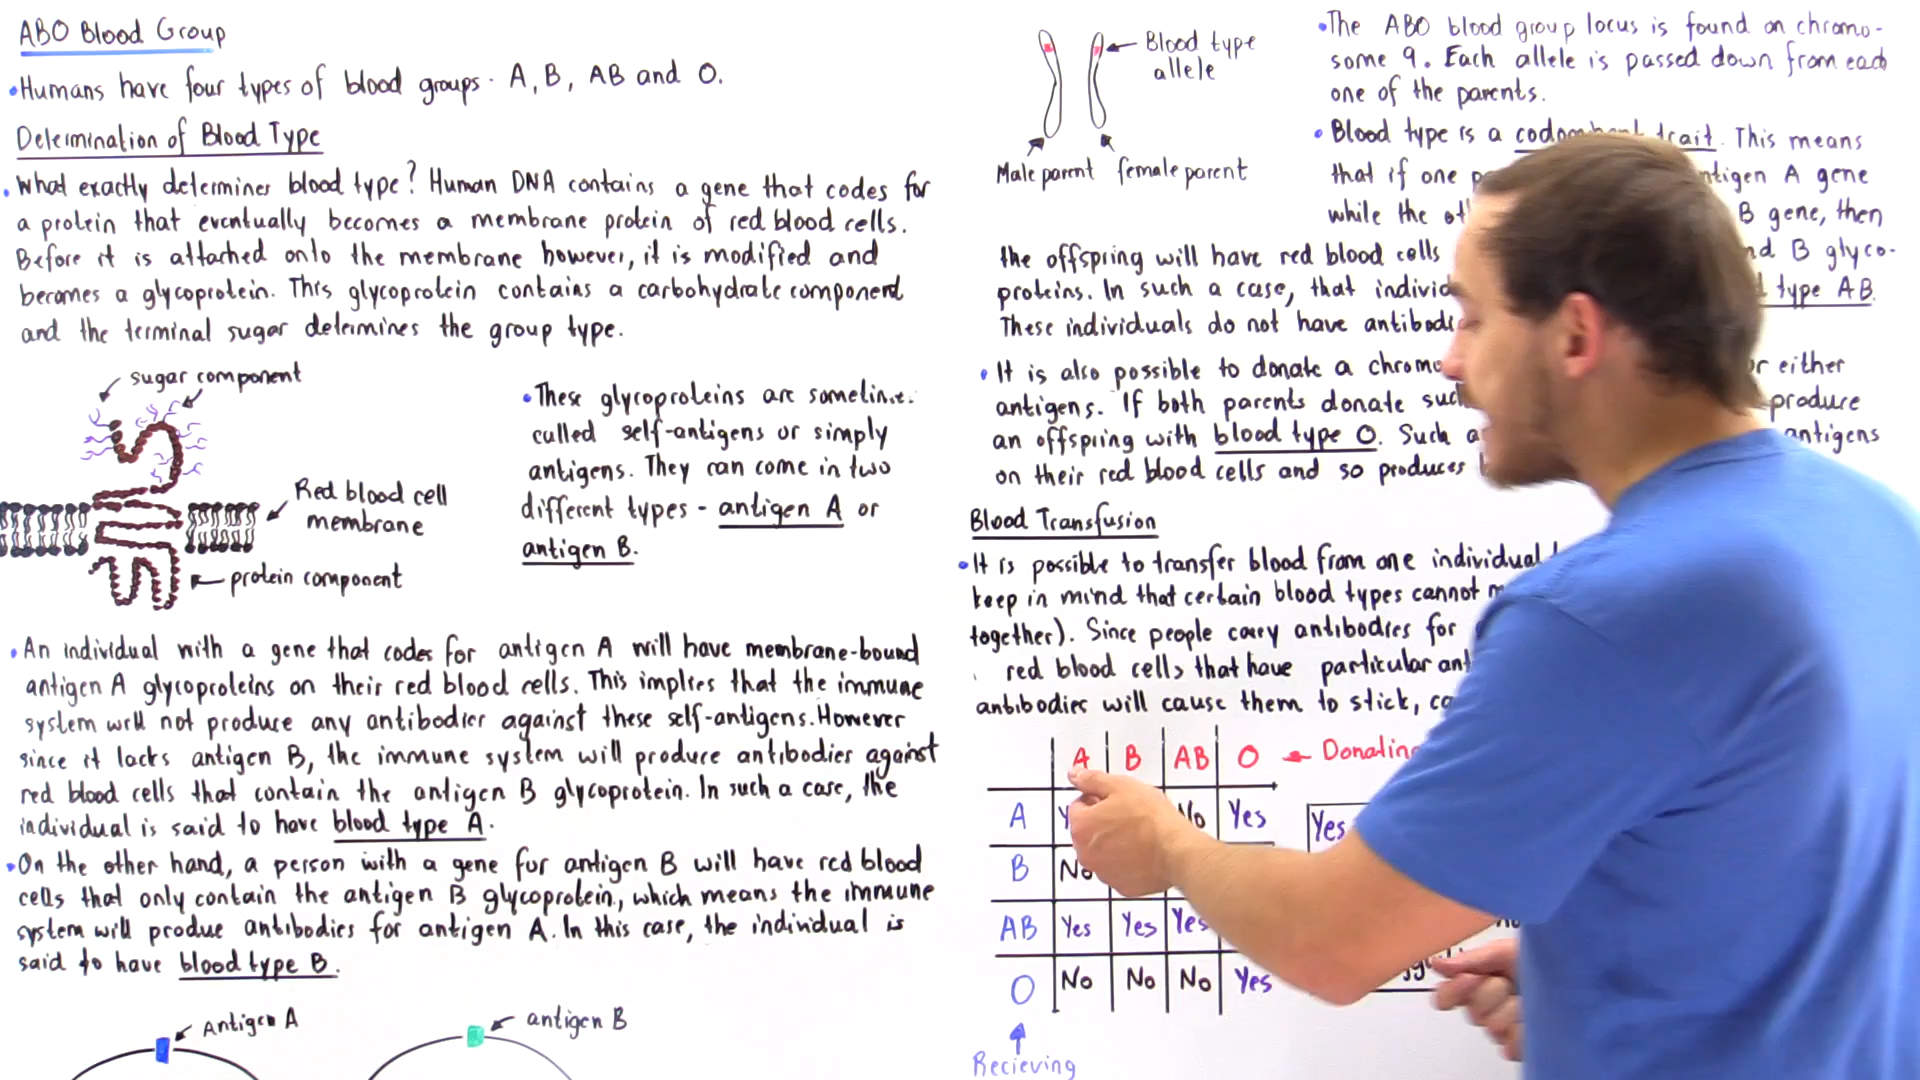 ABO Blood Group
•Humans have four types of blood groups - A, B, AB and O.
Determination of Blood Type
•What exactly determines blood type? Human DNA contains a gene that codes for
a protein that eventually becomes a membrane protein of red blood cells.
Before it is attached onto the membrane however, it is modified and
becomes a glycoprotein. This glycoprotein contains a carbohydrate component
and the terminal sugar determines the group type.
sugar component
Red blood cell
membrane
protein component
•These glycoproteins are sometimes
called self-antigens or simply
antigens. They can come in two
different types - antigen A or
antigen B.
•An individual with a gene that codes for antigen A will have membrane-bound
antigen A glycoproteins on their red blood cells. This implies that the immune
system will not produce any antibodies against these self-antigens. However
since it lacks antigen B, the immune system will produce antibodies against
red blood cells that contain the antigen B glycoprotein. In such a case, the
individual is said to have blood type A.
•On the other hand, a person with a gene for antigen B will have red blood
cells that only contain the antigen B glycoprotein, which means the immune
system will produce antibodies for antigen A. In this case, the individual is
said to have blood type B.
Antigen A
antigen B
Blood type
allele
Male parent female parent
•The ABO blood group locus is found on chromo-
some 9. Each allele is passed down from each
one of the parents.
•Blood type is a trait. This means
that if one antigen A gene
while the B gene, then
the offspring will have red blood cells B glyco-
proteins. In such a case, that type AB.
These individuals do not have
•It is also possible to donate a either
antigens. If both parents donate produce
an offspring with blood type O. Such antigens
on their red blood cells and so produces
Blood Transfusion
•It is possible to transfer blood from one individual
keep in mind that certain blood types cannot
together). Since people carry antibodies for
red blood cells that have particular
antibodies will cause them to stick,
A B AB O Donating
A No Yes Yes
B No
AB Yes Yes Yes
O No No No Yes
Recieving